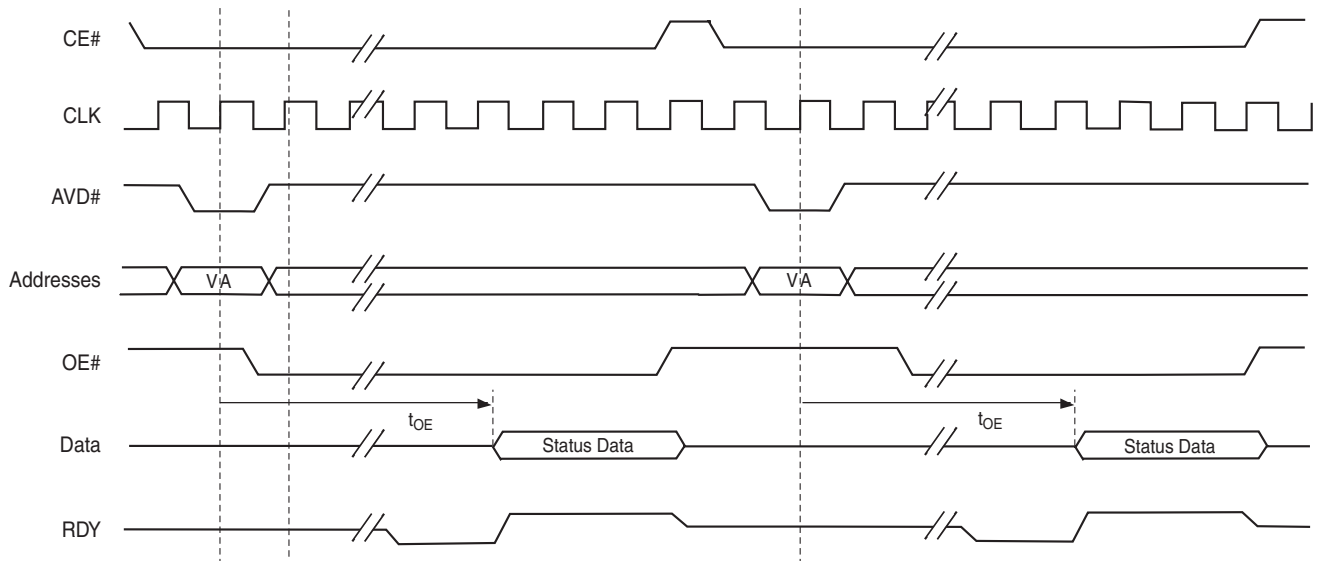 CE#
CLK
AVD#
Addresses
VA
VA
OE#
tOE
tOE
Data
Status Data
Status Data
RDY